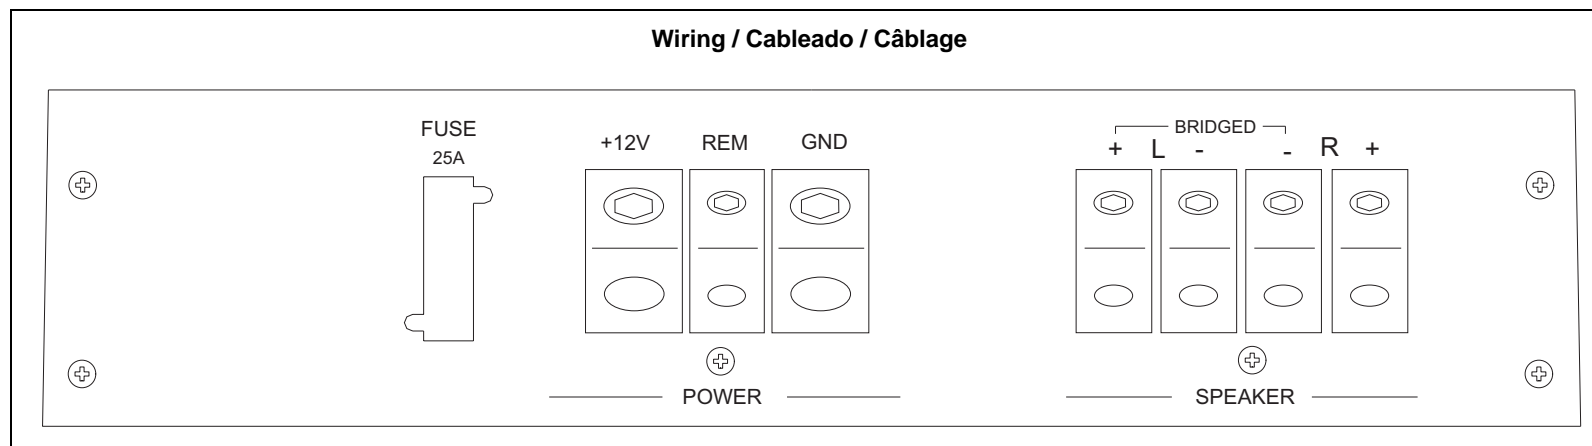 Wiring / Cableado / Câblage
FUSE
25A
+12V REM GND
BRIDGED
+ L - - R +
POWER
SPEAKER